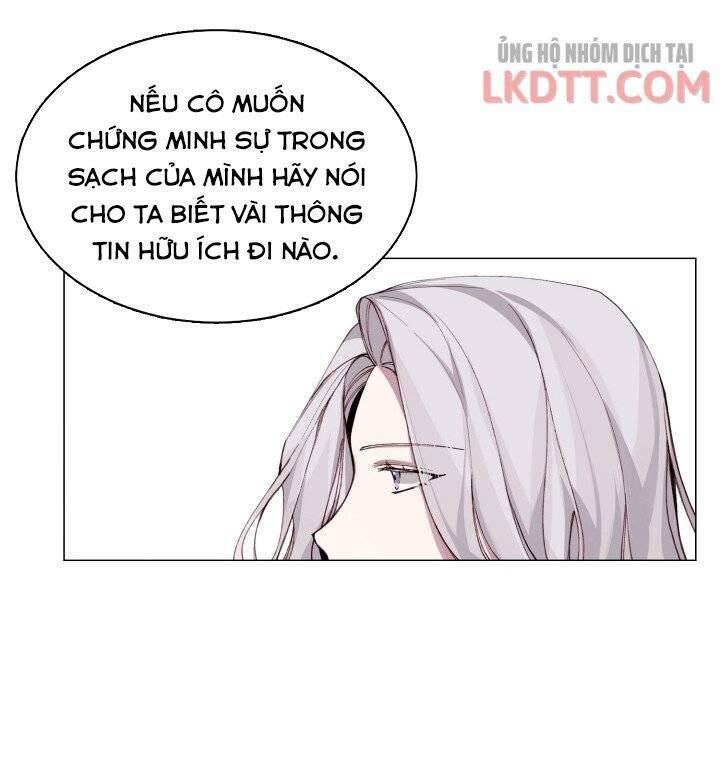 ỦNG HỘ NHÓM DỊCH TẠI
LKDTT.COM
NẾU CÔ MUỐN
CHỨNG MINH SỰ TRONG
SẠCH CỦA MÌNH HÃY NÓI
CHO TA BIẾT VÀI THÔNG
TIN HỮU ÍCH ĐI NÀO.